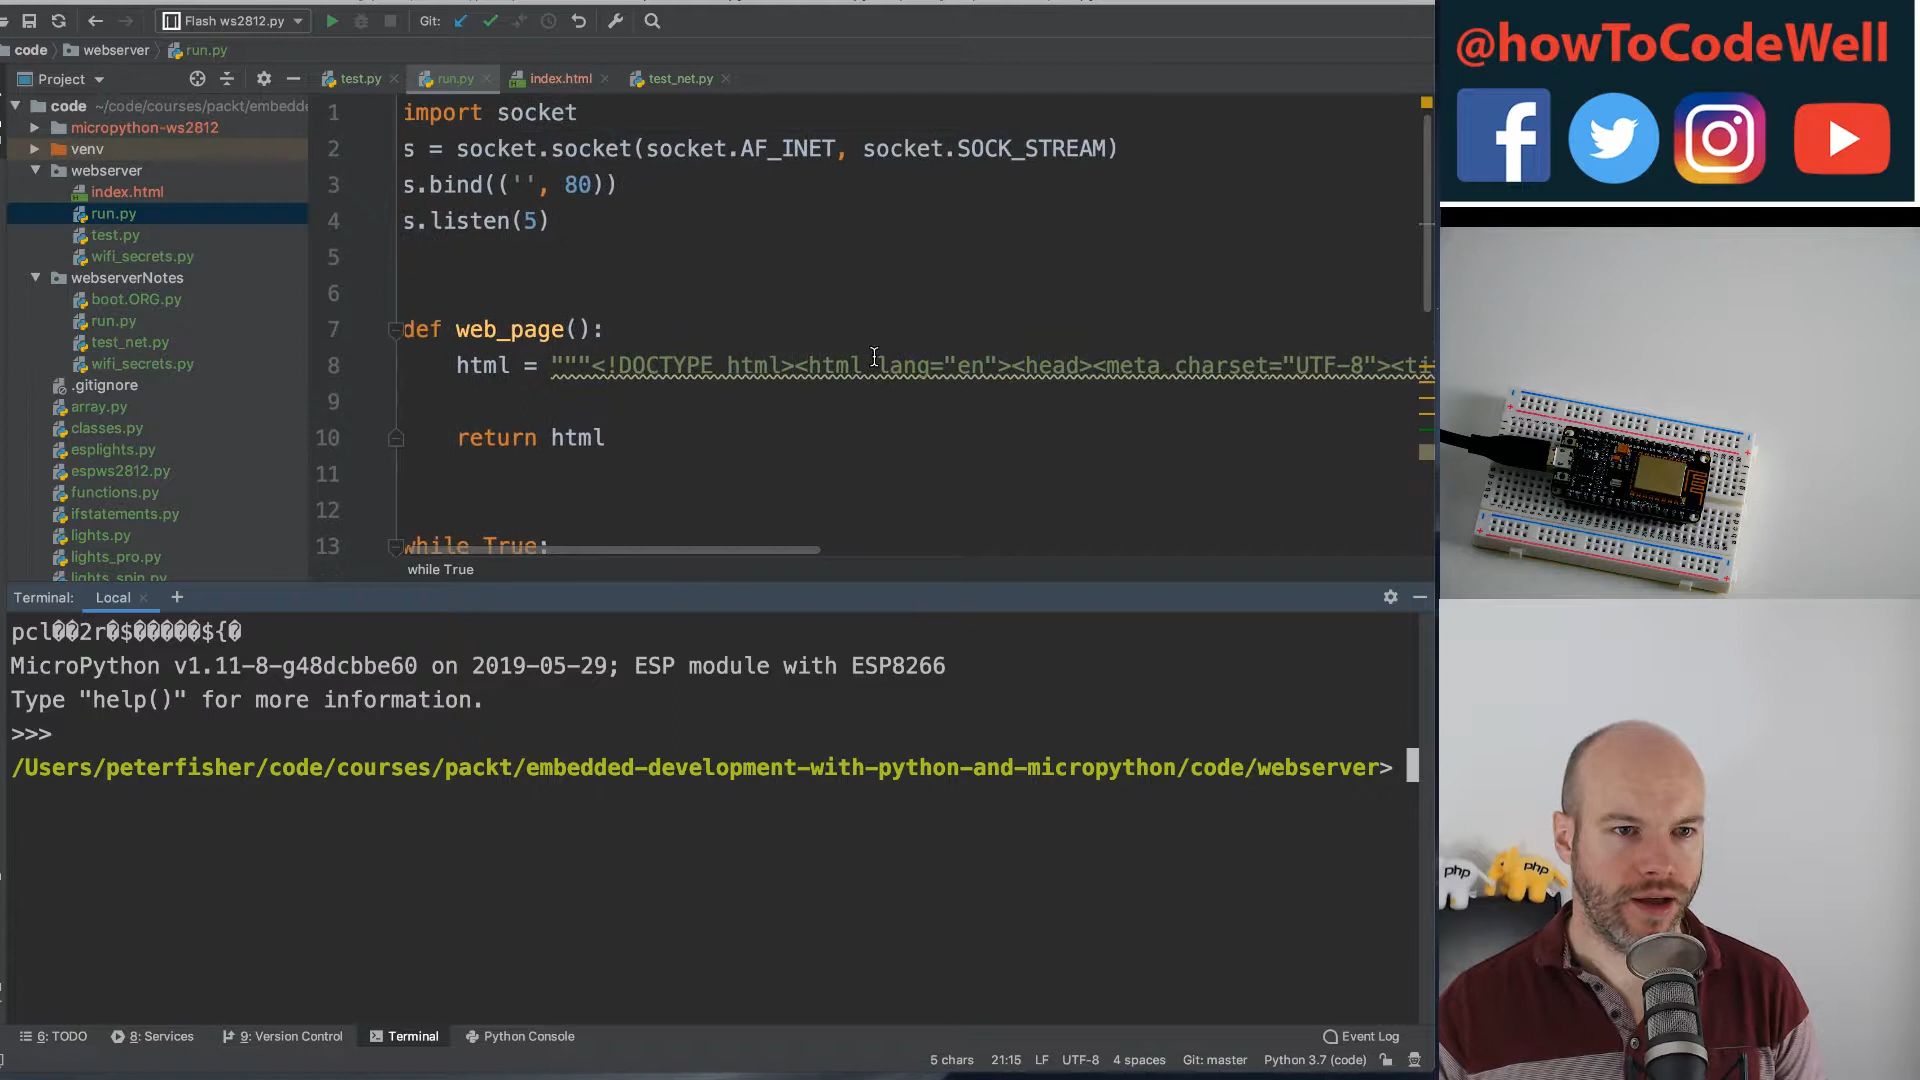 Flash ws2812.py
Git:
code webserver run.py
Project
test.py run.py index.html test_net.py
code ~/code/courses/packt/embedde
micropython-ws2812
venv
webserver
index.html
run.py
test.py
wifi_secrets.py
webserverNotes
boot.ORG.py
run.py
test_net.py
wifi_secrets.py
.gitignore
array.py
classes.py
esplights.py
espws2812.py
functions.py
ifstatements.py
lights.py
lights_pro.py
lights_spin.py
1 import socket
2 s = socket.socket(socket.AF_INET, socket.SOCK_STREAM)
3 s.bind(('', 80))
4 s.listen(5)
5
6
7 def web_page():
8 html = """<!DOCTYPE html><html lang="en"><head><meta charset="UTF-8"><ti
9
10 return html
11
12
13 while True:
while True
Terminal: Local +
pcl��2r�$�����${�
MicroPython v1.11-8-g48dcbbe60 on 2019-05-29; ESP module with ESP8266
Type "help()" for more information.
>>>
/Users/peterfisher/code/courses/packt/embedded-development-with-python-and-micropython/code/webserver>
6: TODO 8: Services 9: Version Control Terminal Python Console Event Log
5 chars 21:15 LF UTF-8 4 spaces Git: master Python 3.7 (code)
@howToCodeWell
php php